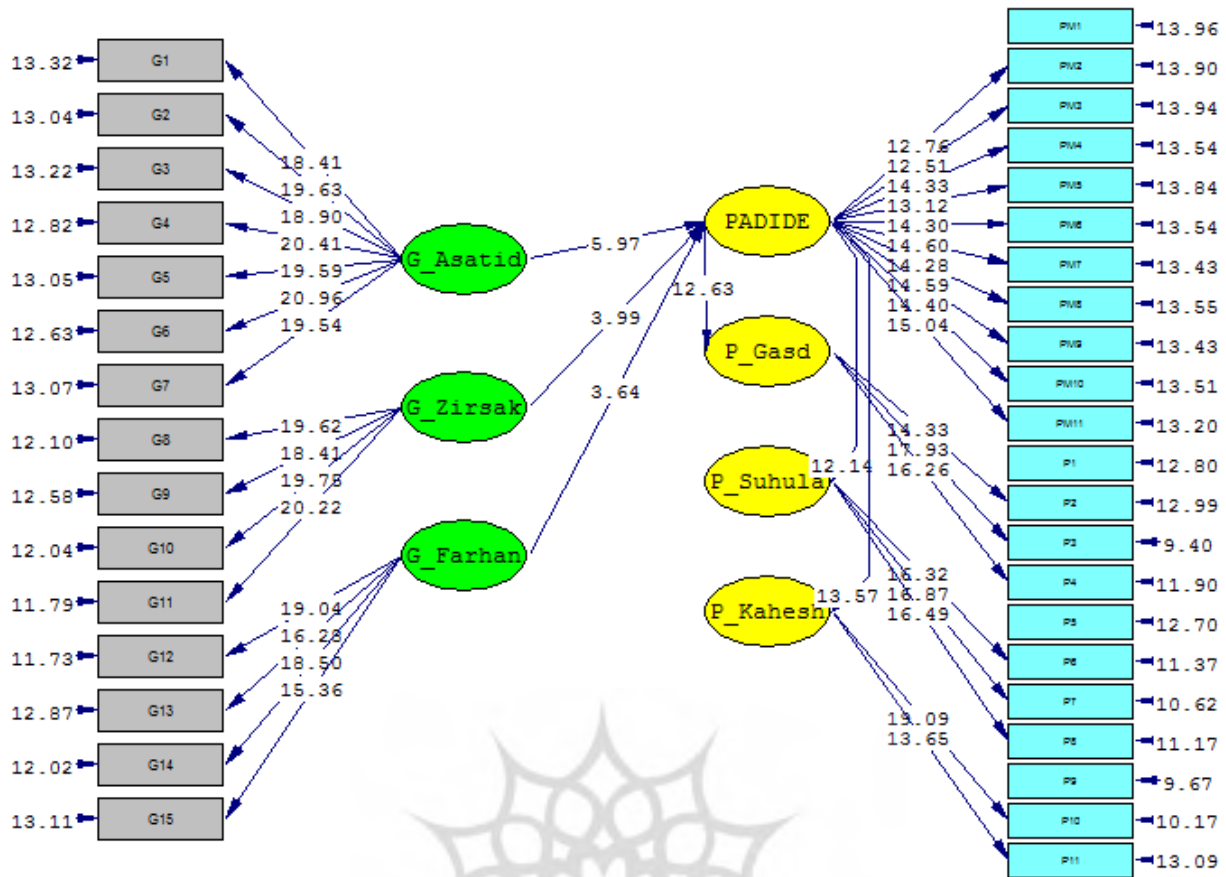 13.32 G1
13.04 G2
13.22 G3
12.82 G4
13.05 G5
12.63 G6
13.07 G7
12.10 G8
12.58 G9
12.04 G10
11.79 G11
11.73 G12
12.87 G13
12.02 G14
13.11 G15
18.41
19.63
18.90
20.41
19.59
20.96
19.54
19.62
18.41
19.78
20.22
19.04
16.28
18.50
15.36
G_Asatid
G_Zirsak
G_Farhan
5.97
3.99
3.64
PADIDE
12.63
P_Gasd
P_Suhula
12.14
P_Kahesh
13.57
12.76
12.51
14.33
13.12
14.30
14.60
14.28
14.59
14.40
15.04
14.33
17.93
16.26
16.32
16.87
16.49
19.09
13.65
PM1 13.96
PM2 13.90
PM3 13.94
PM4 13.54
PM5 13.84
PM6 13.54
PM7 13.43
PM8 13.55
PM9 13.43
PM10 13.51
PM11 13.20
P1 12.80
P2 12.99
P3 9.40
P4 11.90
P5 12.70
P6 11.37
P7 10.62
P8 11.17
P9 9.67
P10 10.17
P11 13.09